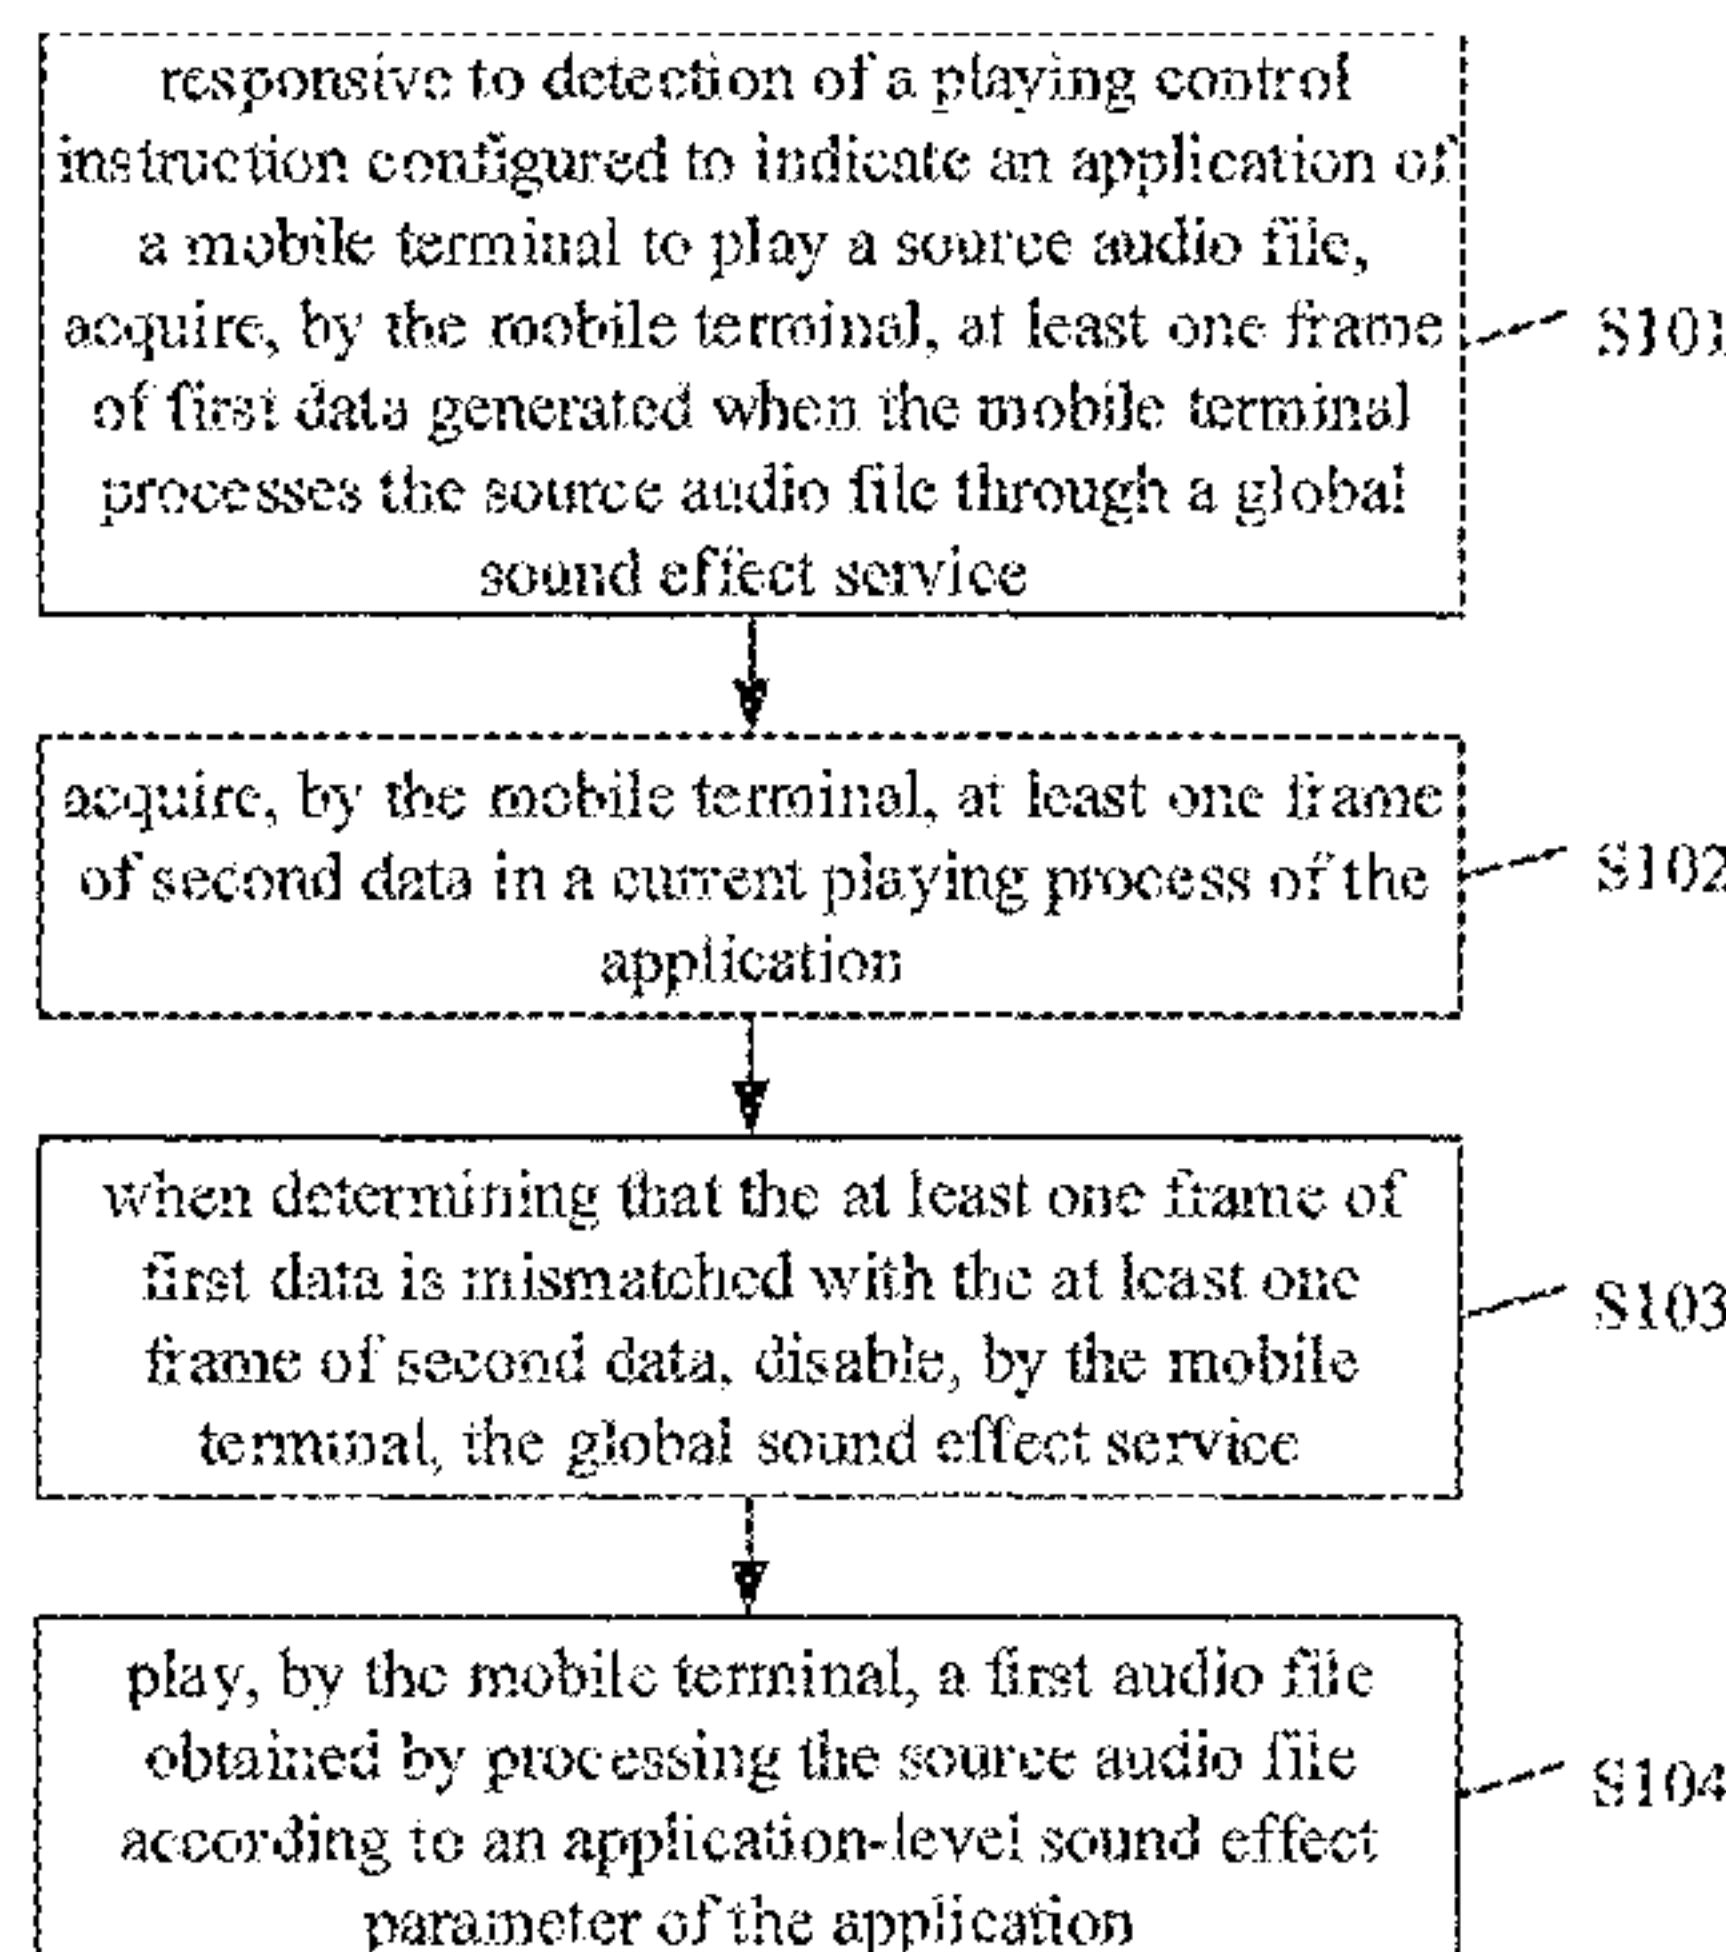 responsive to detection of a playing control
instruction configured to indicate an application of
a mobile terminal to play a source audio file,
acquire, by the mobile terminal, at least one frame
of first data generated when the mobile terminal
processes the source audio file through a global
sound effect service
S101
acquire, by the mobile terminal, at least one frame
of second data in a current playing process of the
application
S102
when determining that the at least one frame of
first data is mismatched with the at least one
frame of second data, disable, by the mobile
terminal, the global sound effect service
S103
play, by the mobile terminal, a first audio file
obtained by processing the source audio file
according to an application-level sound effect
parameter of the application
S104